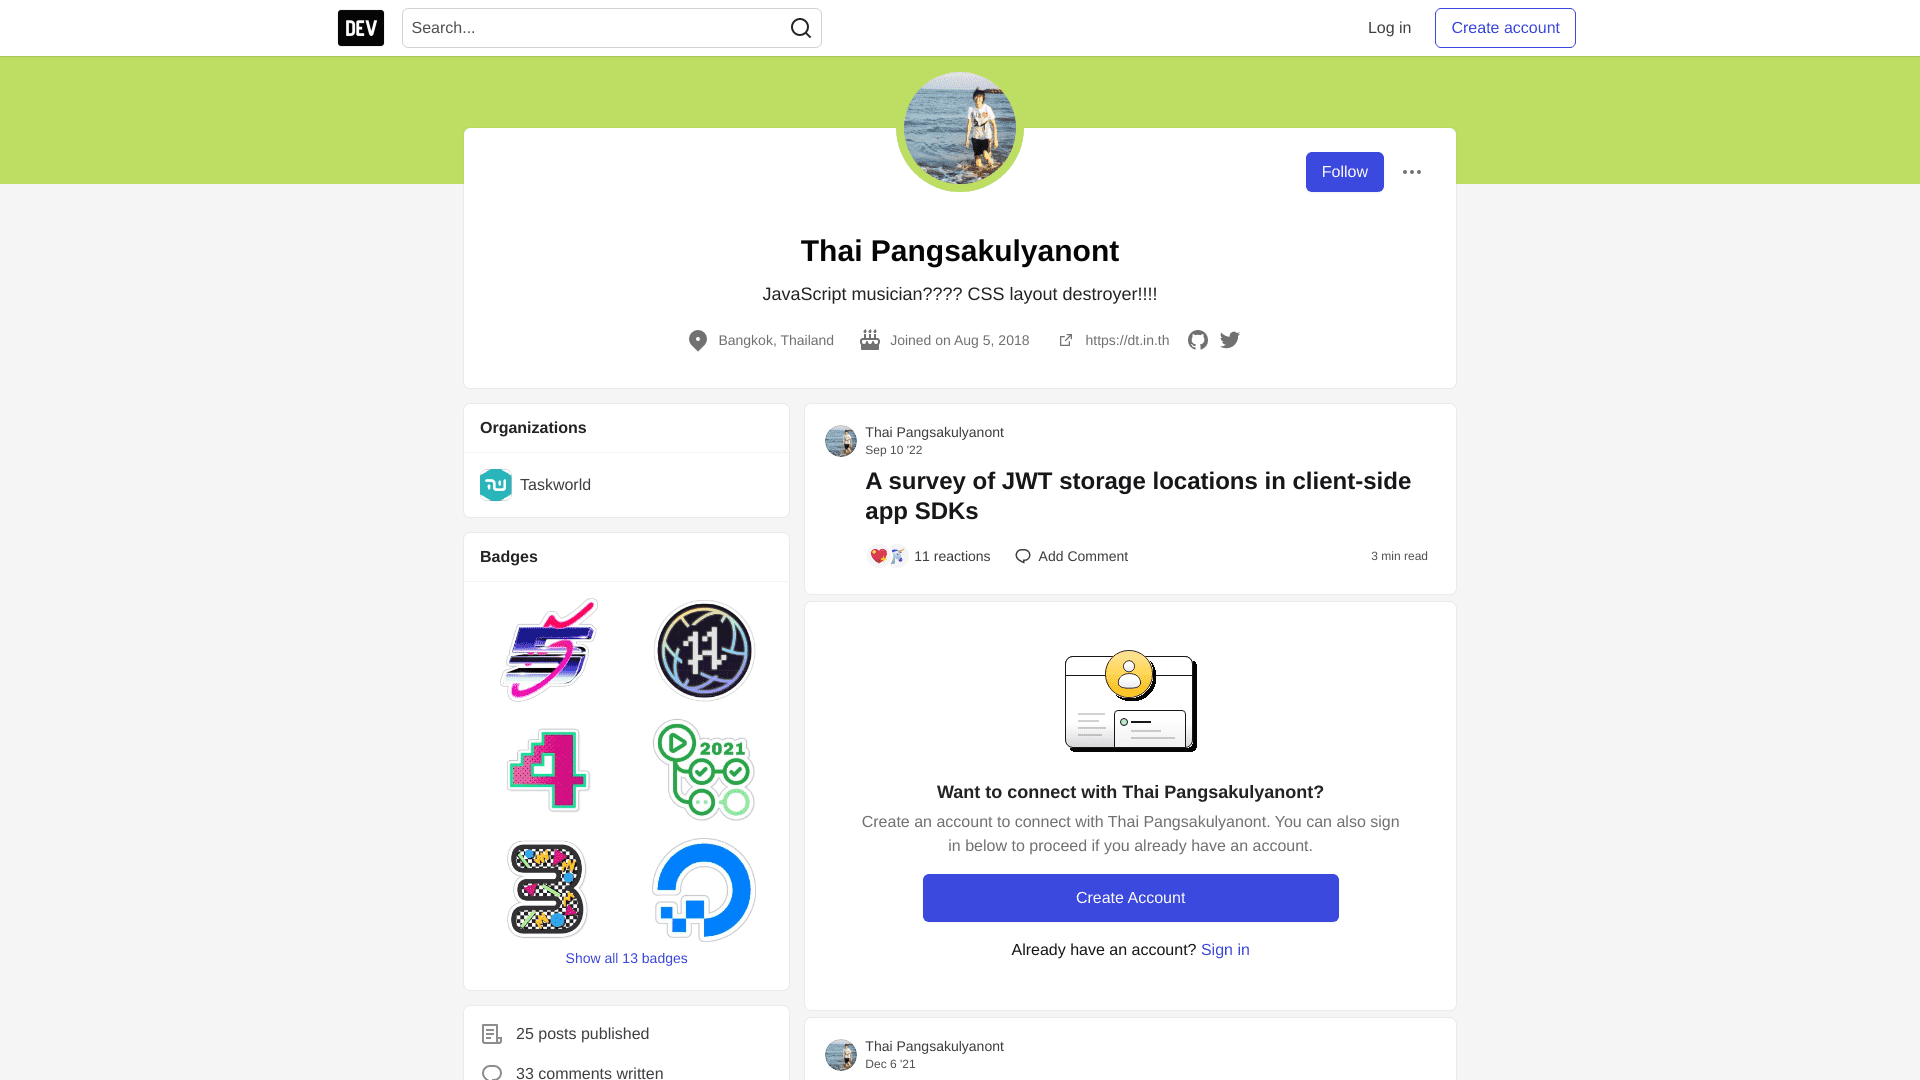 DEV
Search...
Log in
Create account
Follow
Thai Pangsakulyanont
JavaScript musician???? CSS layout destroyer!!!!
Bangkok, Thailand
Joined on Aug 5, 2018
https://dt.in.th
Organizations
Taskworld
Badges
5
4
2021
3
Show all 13 badges
25 posts published
33 comments written
Thai Pangsakulyanont
Sep 10 '22
A survey of JWT storage locations in client-side
app SDKs
11 reactions
Add Comment
3 min read
Want to connect with Thai Pangsakulyanont?
Create an account to connect with Thai Pangsakulyanont. You can also sign
in below to proceed if you already have an account.
Create Account
Already have an account? Sign in
Thai Pangsakulyanont
Dec 6 '21